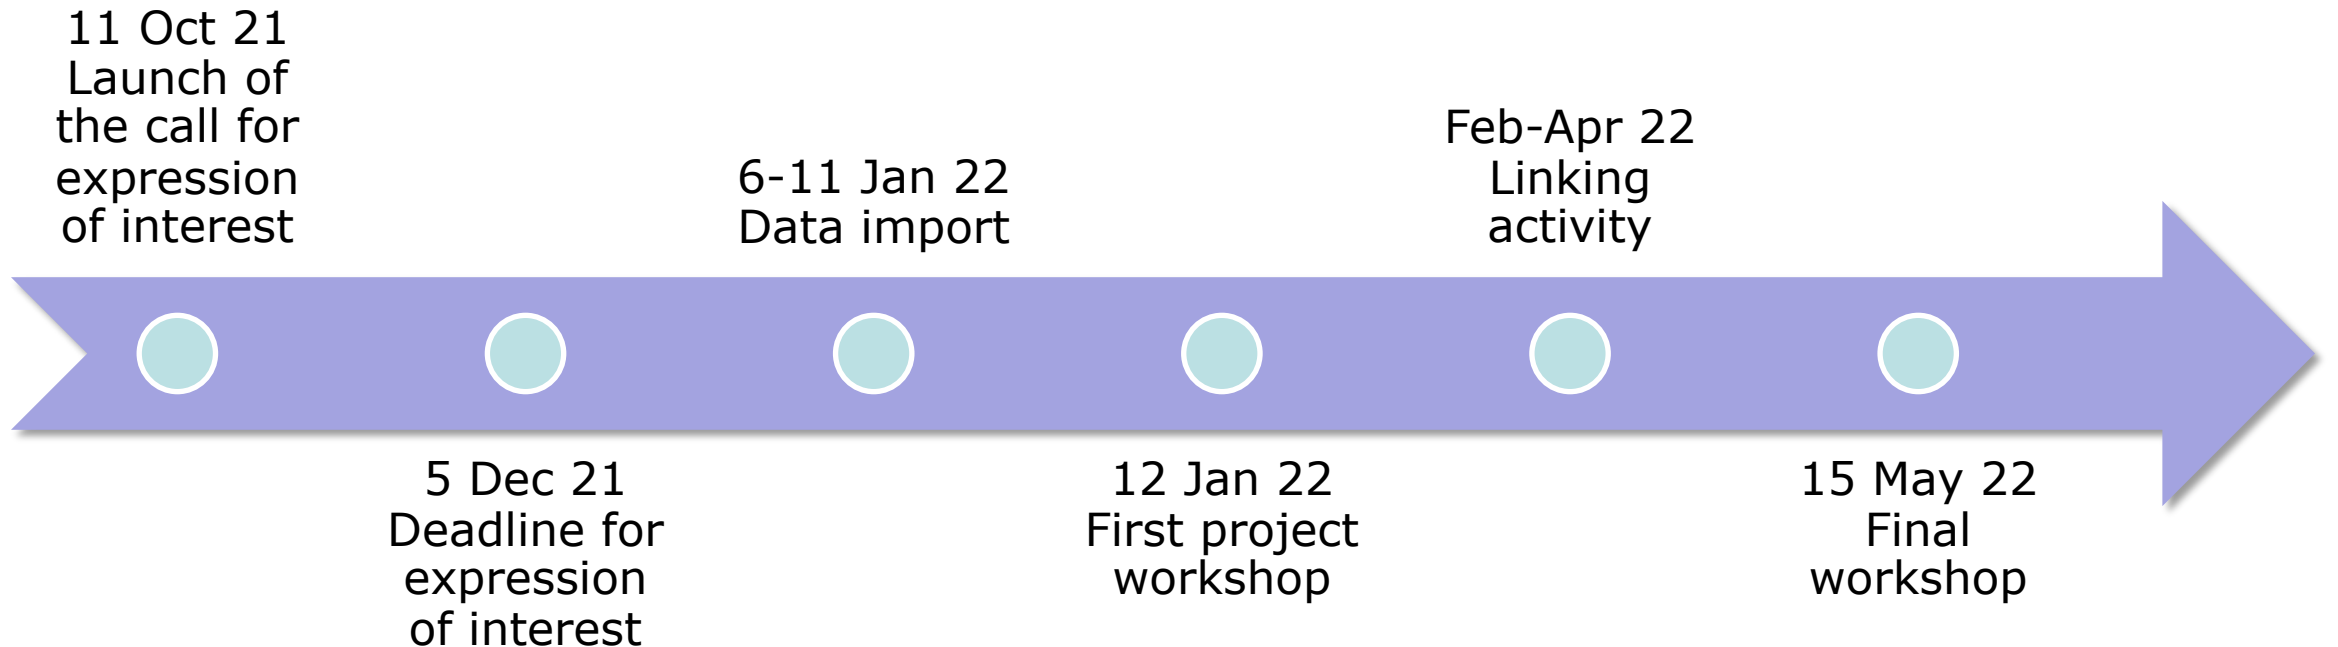 11 Oct 21
Launch of
the call for
expression
of interest
5 Dec 21
Deadline for
expression
of interest
6-11 Jan 22
Data import
12 Jan 22
First project
workshop
Feb-Apr 22
Linking
activity
15 May 22
Final
workshop